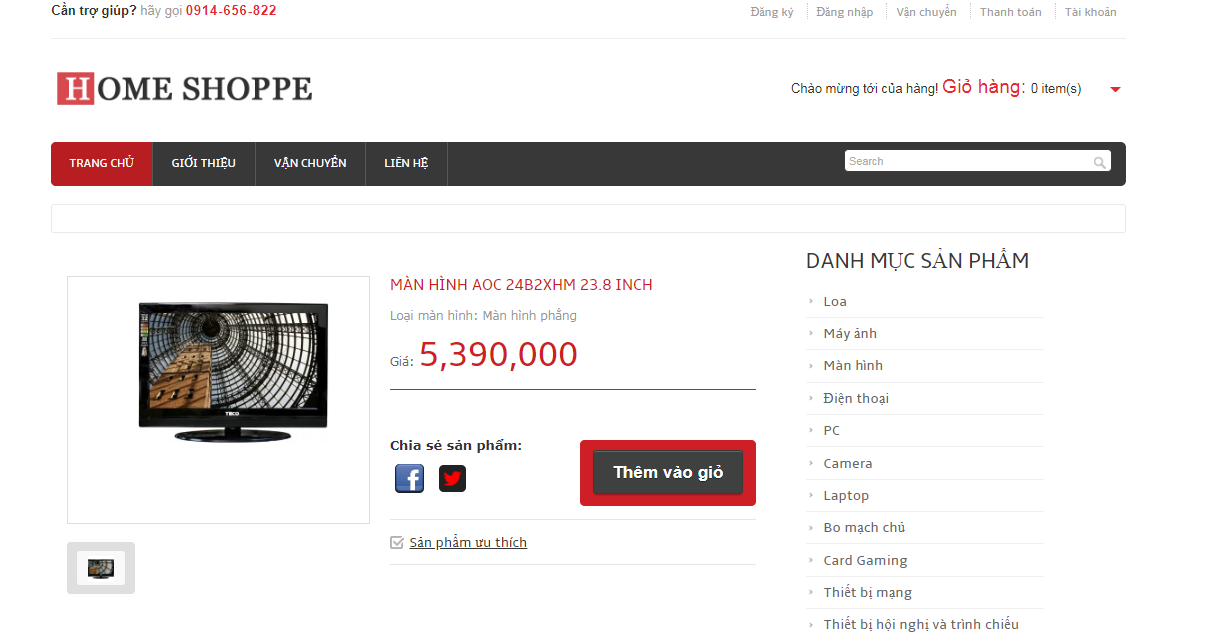 Cần trợ giúp? hãy gọi 0914-656-822
Đăng ký Đăng nhập Vận chuyển Thanh toán Tài khoản
HOME SHOPPE
Chào mừng tới của hàng! Giỏ hàng: 0 item(s)
TRANG CHỦ GIỚI THIỆU VẬN CHUYỂN LIÊN HỆ
Search
MÀN HÌNH AOC 24B2XHM 23.8 INCH
Loại màn hình: Màn hình phẳng
Giá: 5,390,000
TECO
Chia sẻ sản phẩm:
f
Thêm vào giỏ
Sản phẩm ưu thích
DANH MỤC SẢN PHẨM
Loa
Máy ảnh
Màn hình
Điện thoại
PC
Camera
Laptop
Bo mạch chủ
Card Gaming
Thiết bị mạng
Thiết bị hội nghị và trình chiếu